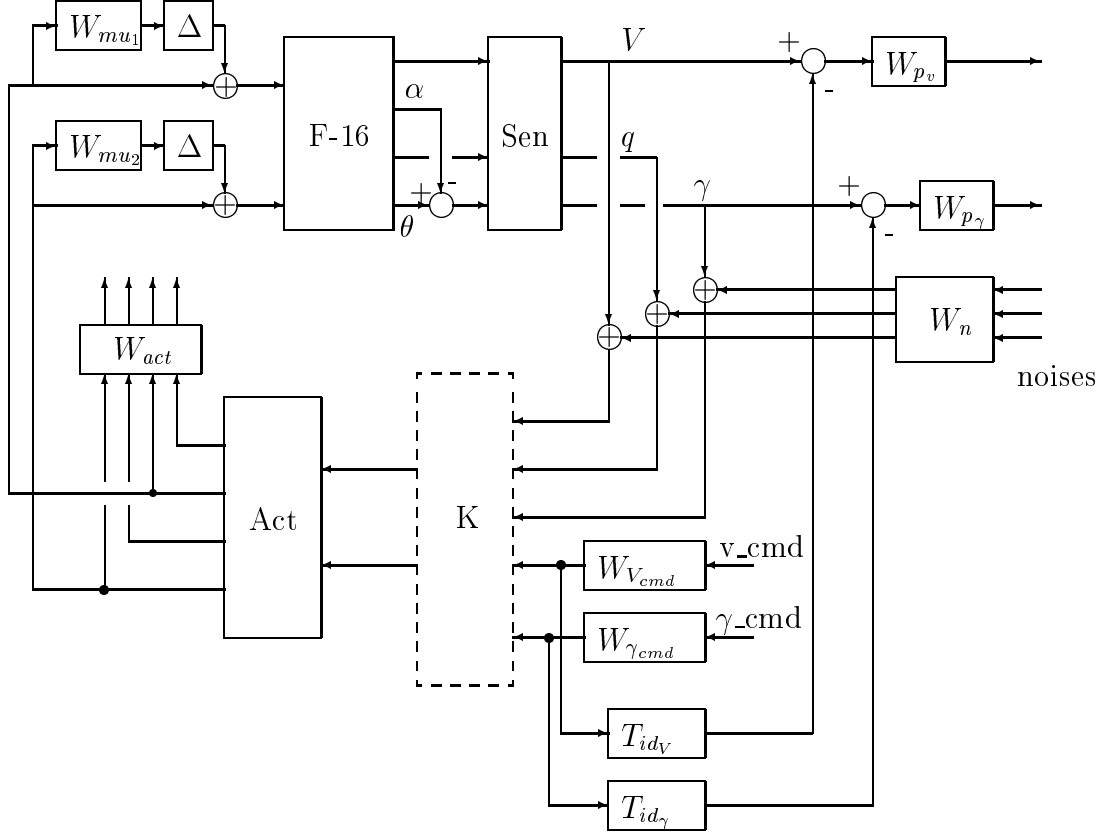 W_{mu_1} Δ
V
+
W_{p_v}
-
α
W_{mu_2} Δ
F-16
Sen
q
+ -
θ
γ
+
W_{p_γ}
-
W_n
noises
W_{act}
Act
K
v_cmd
W_{V_{cmd}}
γ_cmd
W_{γ_{cmd}}
T_{id_V}
T_{id_γ}